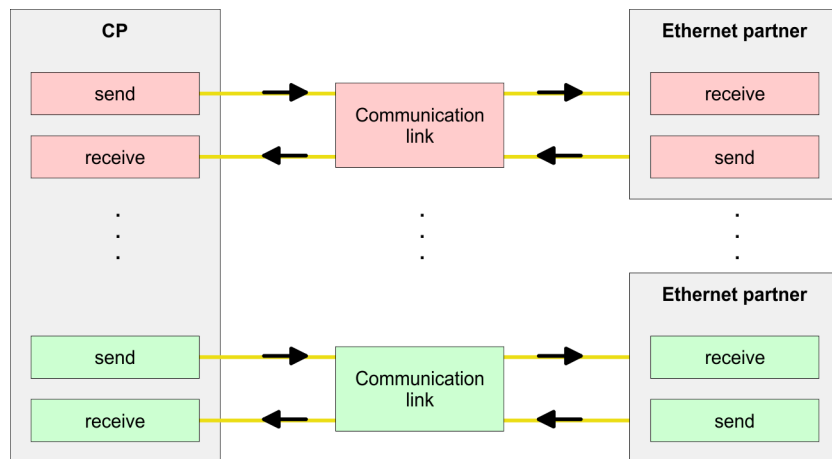 CP
Ethernet partner
send
Communication
link
receive
receive
send
.
.
.
.
.
.
.
.
.
Ethernet partner
send
Communication
link
receive
receive
send